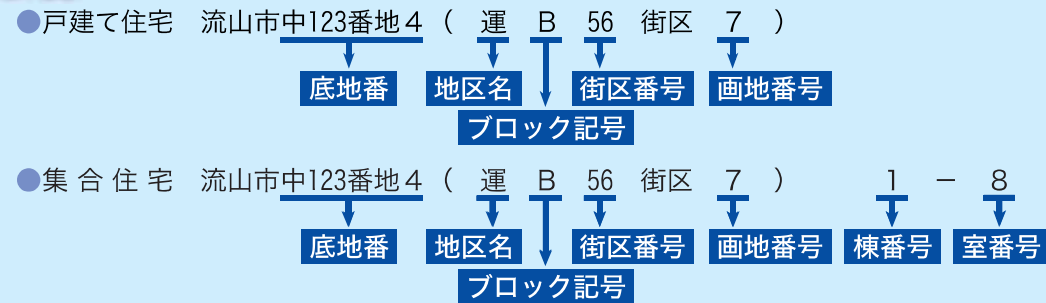 ●戸建て住宅 流山市中123番地4（ 運 B 56 街区 7 ）
底地番 地区名 街区番号 画地番号
ブロック記号
●集合住宅 流山市中123番地4（ 運 B 56 街区 7 ） 1 － 8
底地番 地区名 街区番号 画地番号 棟番号 室番号
ブロック記号